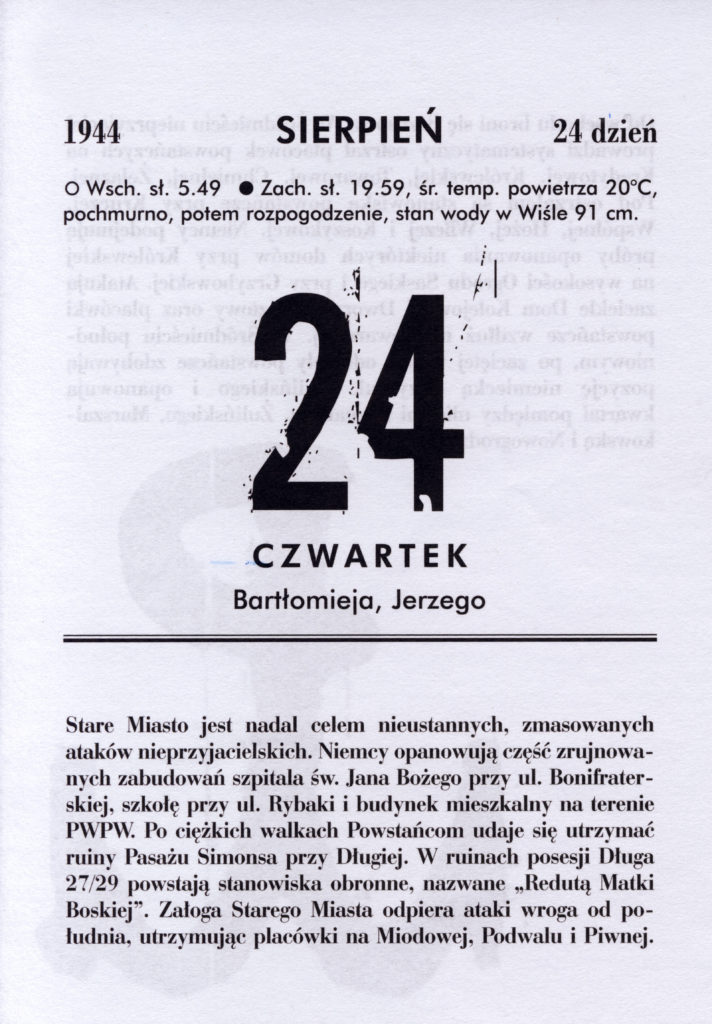 1944 SIERPIEŃ 24 dzień
O Wsch. sł. 5.49 ● Zach. sł. 19.59, śr. temp. powietrza 20°C,
pochmurno, potem rozpogodzenie, stan wody w Wiśle 91 cm.
24
CZWARTEK
Bartłomieja, Jerzego
Stare Miasto jest nadal celem nieustannych, zmasowanych
ataków nieprzyjacielskich. Niemcy opanowują część zrujnowa-
nych zabudowań szpitala św. Jana Bożego przy ul. Bonifrater-
skiej, szkołę przy ul. Rybaki i budynek mieszkalny na terenie
PWPW. Po ciężkich walkach Powstańcom udaje się utrzymać
ruiny Pasażu Simonsa przy Długiej. W ruinach posesji Długa
27/29 powstają stanowiska obronne, nazwane „Redutą Matki
Boskiej”. Załoga Starego Miasta odpiera ataki wroga od po-
łudnia, utrzymując placówki na Miodowej, Podwalu i Piwnej.